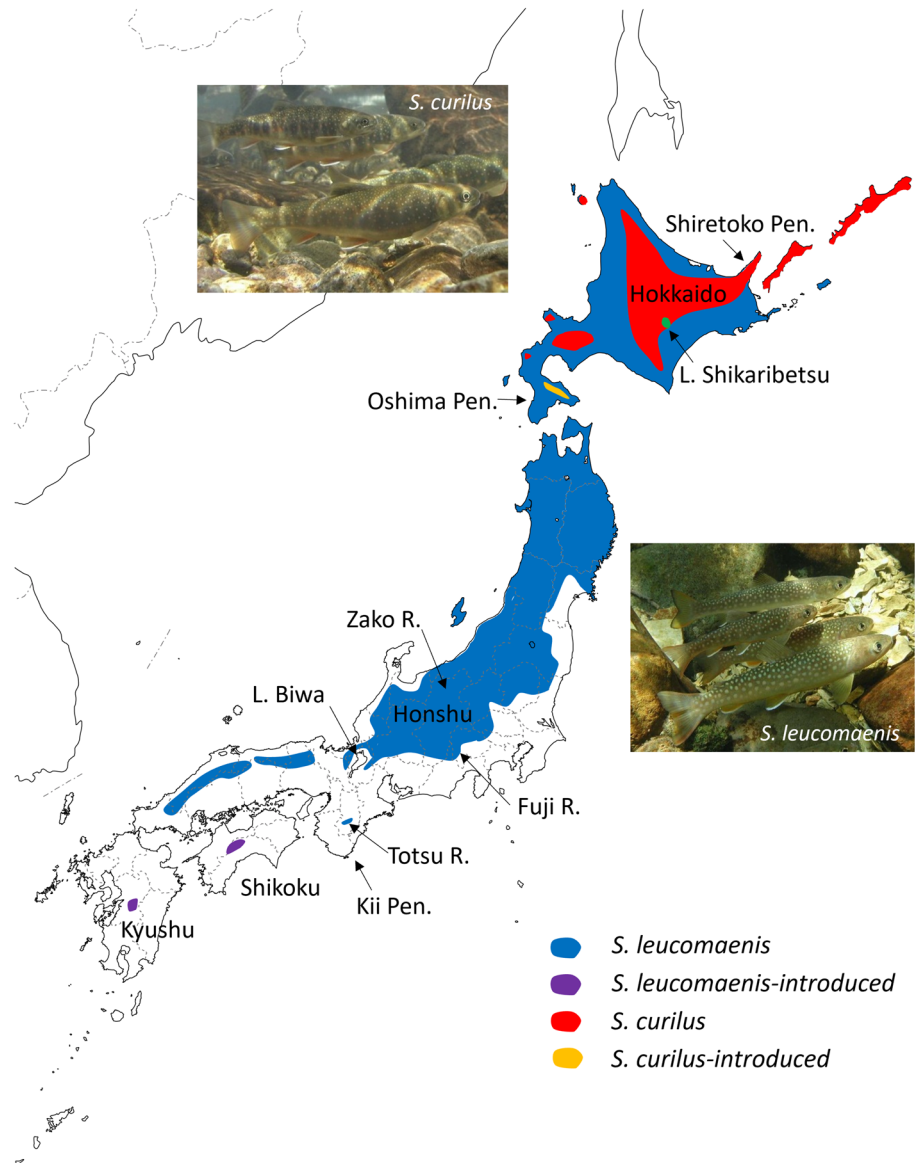 S. curilus
Shiretoko Pen.
Hokkaido
L. Shikaribetsu
Oshima Pen.
Zako R.
L. Biwa
Honshu
S. leucomaenis
Fuji R.
Totsu R.
Shikoku
Kii Pen.
Kyushu
S. leucomaenis
S. leucomaenis-introduced
S. curilus
S. curilus-introduced